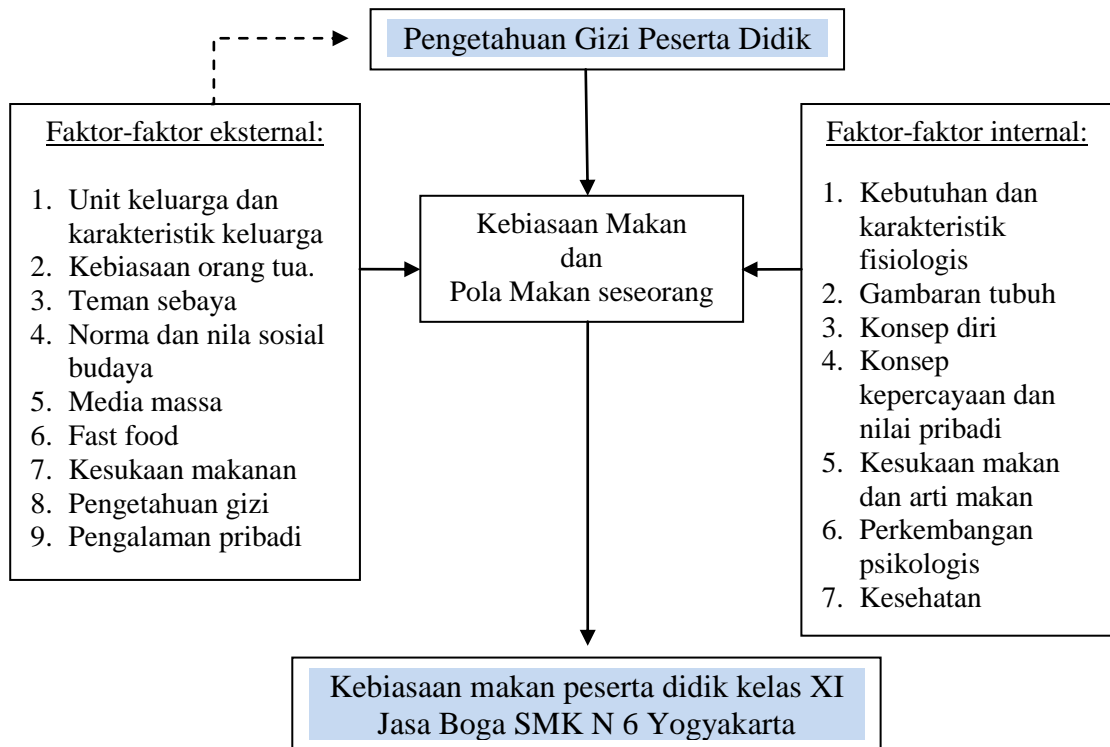 Pengetahuan Gizi Peserta Didik
Faktor-faktor eksternal:
1. Unit keluarga dan
karakteristik keluarga
2. Kebiasaan orang tua.
3. Teman sebaya
4. Norma dan nila sosial
budaya
5. Media massa
6. Fast food
7. Kesukaan makanan
8. Pengetahuan gizi
9. Pengalaman pribadi
Kebiasaan Makan
dan
Pola Makan seseorang
Faktor-faktor internal:
1. Kebutuhan dan
karakteristik
fisiologis
2. Gambaran tubuh
3. Konsep diri
4. Konsep
kepercayaan dan
nilai pribadi
5. Kesukaan makan
dan arti makan
6. Perkembangan
psikologis
7. Kesehatan
Kebiasaan makan peserta didik kelas XI
Jasa Boga SMK N 6 Yogyakarta